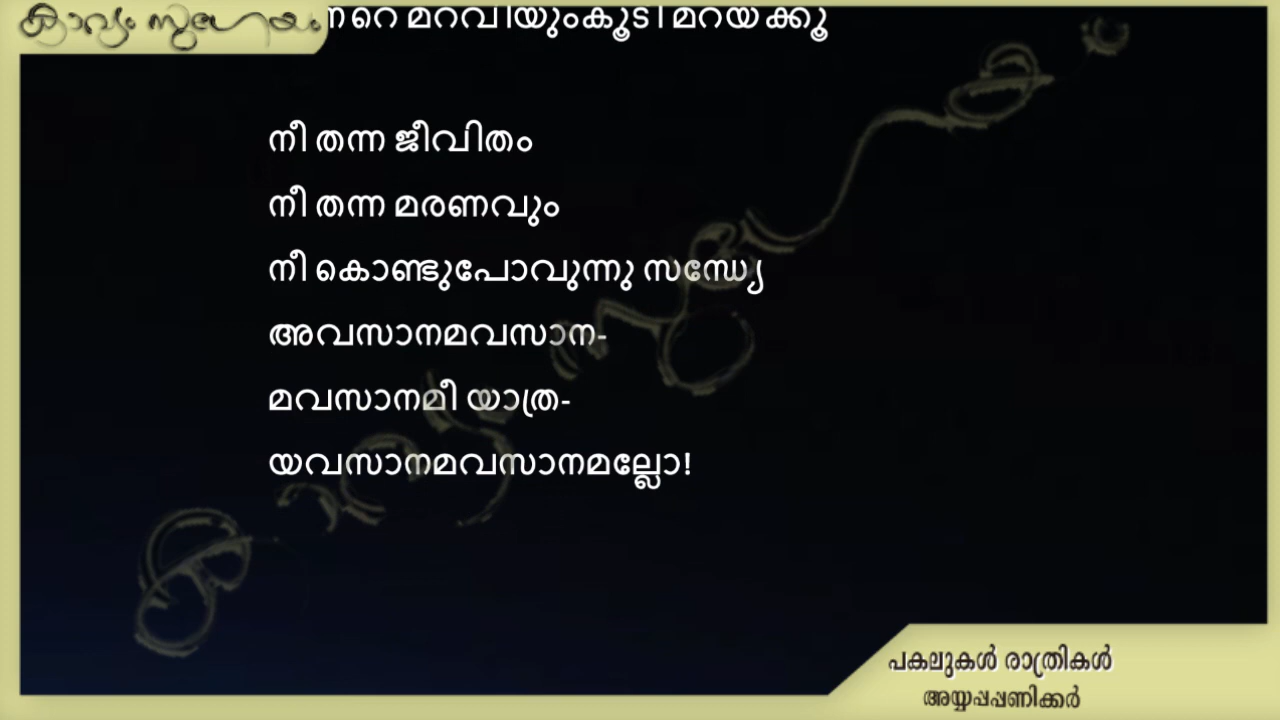 കാവ്യം സുഗേയം
ന്‍റെ മറവിയുംകൂടി മറയ്ക്കൂ
നീ തന്ന ജീവിതം
നീ തന്ന മരണവും
നീ കൊണ്ടുപോവുന്നു സന്ധ്യേ
അവസാനമവസാന-
മവസാനമീ യാത്ര-
യവസാനമവസാനമല്ലോ!
പകലുകൾ രാത്രികൾ
അയ്യപ്പപ്പണിക്കർ